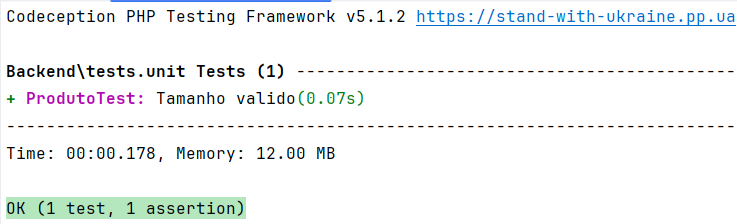 Codeception PHP Testing Framework v5.1.2 https://stand-with-ukraine.pp.ua
Backend\tests.unit Tests (1) --------------------------------------------
+ ProdutoTest: Tamanho valido(0.07s)
-------------------------------------------------------------------------
Time: 00:00.178, Memory: 12.00 MB
OK (1 test, 1 assertion)